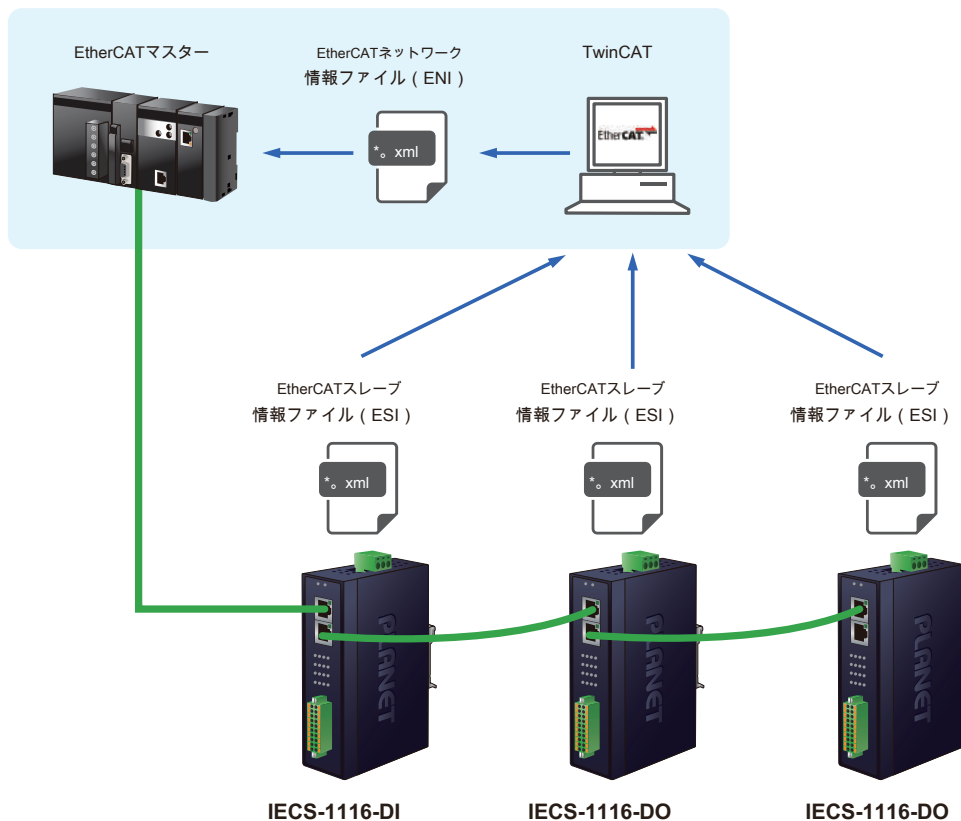 EtherCATマスター
EtherCATネットワーク
情報ファイル ( ENI )
TwinCAT
*。xml
EtherCAT
EtherCATスレーブ
情報ファイル ( ESI )
EtherCATスレーブ
情報ファイル ( ESI )
EtherCATスレーブ
情報ファイル ( ESI )
*。xml
*。xml
*。xml
PLANET
PLANET
PLANET
IECS-1116-DI
IECS-1116-DO
IECS-1116-DO